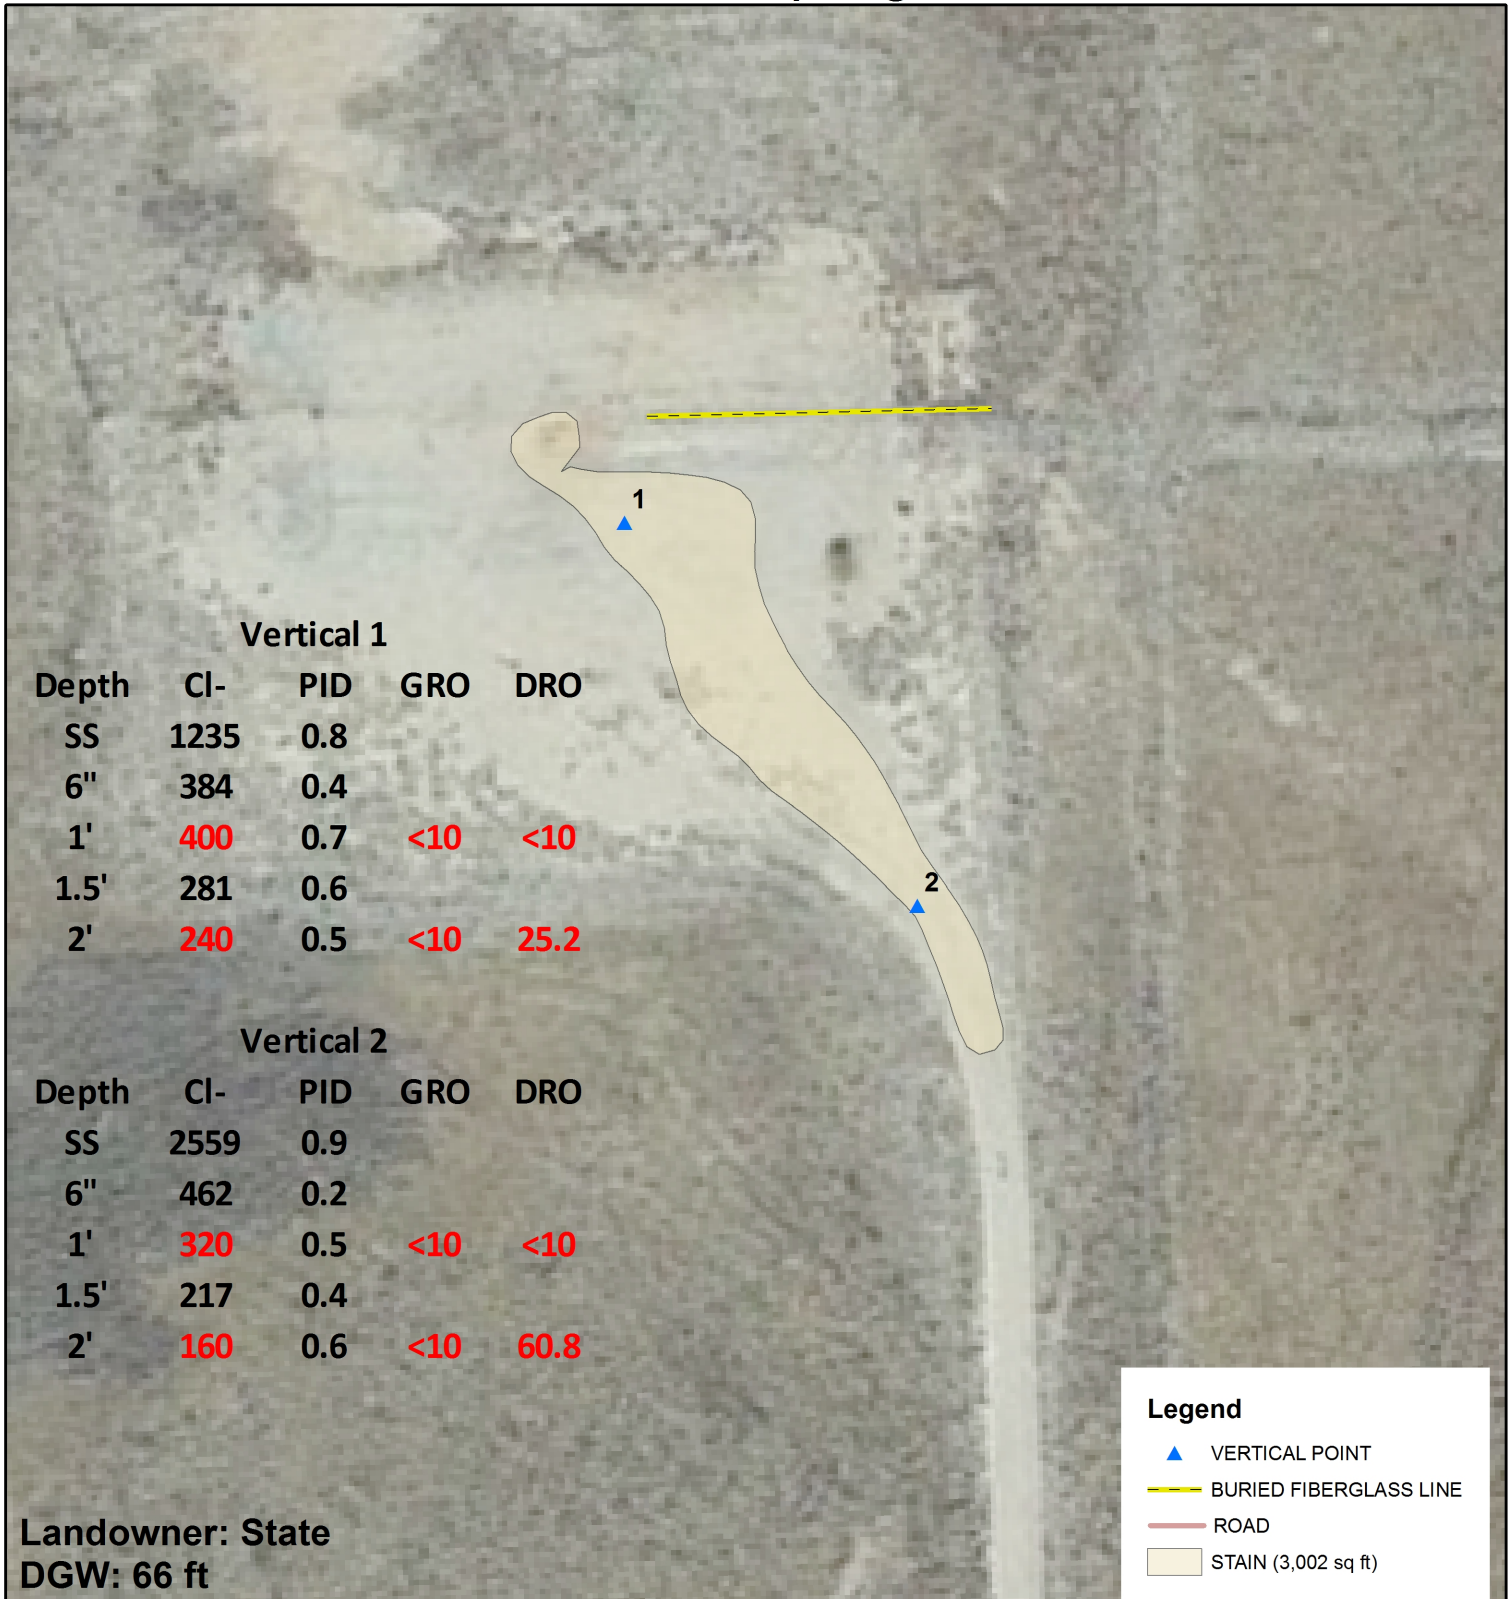 1
2
Vertical 1
Depth Cl- PID GRO DRO
SS 1235 0.8
6" 384 0.4
1' 400 0.7 <10 <10
1.5' 281 0.6
2' 240 0.5 <10 25.2
Vertical 2
Depth Cl- PID GRO DRO
SS 2559 0.9
6" 462 0.2
1' 320 0.5 <10 <10
1.5' 217 0.4
2' 160 0.6 <10 60.8
Landowner: State
DGW: 66 ft
Legend
VERTICAL POINT
BURIED FIBERGLASS LINE
ROAD
STAIN (3,002 sq ft)